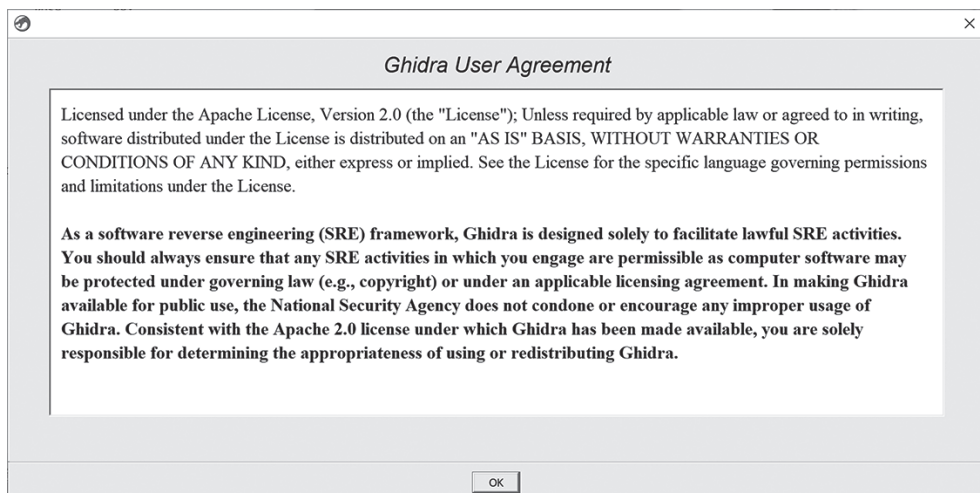 Ghidra User Agreement
Licensed under the Apache License, Version 2.0 (the "License"); Unless required by applicable law or agreed to in writing,
software distributed under the License is distributed on an "AS IS" BASIS, WITHOUT WARRANTIES OR
CONDITIONS OF ANY KIND, either express or implied. See the License for the specific language governing permissions
and limitations under the License.
As a software reverse engineering (SRE) framework, Ghidra is designed solely to facilitate lawful SRE activities.
You should always ensure that any SRE activities in which you engage are permissible as computer software may
be protected under governing law (e.g., copyright) or under an applicable licensing agreement. In making Ghidra
available for public use, the National Security Agency does not condone or encourage any improper usage of
Ghidra. Consistent with the Apache 2.0 license under which Ghidra has been made available, you are solely
responsible for determining the appropriateness of using or redistributing Ghidra.
OK